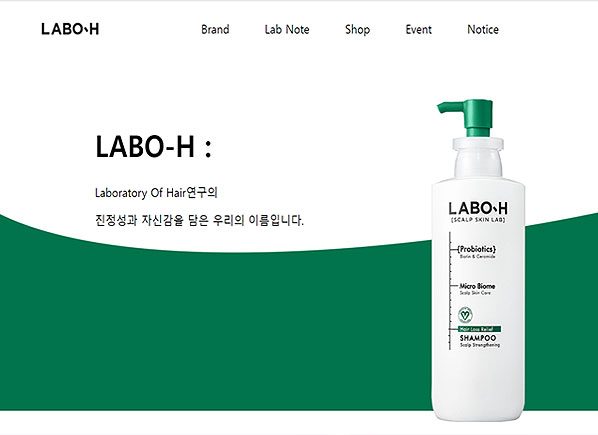 LABO-H
Brand Lab Note Shop Event Notice
LABO-H :
Laboratory Of Hair연구의
진정성과 자신감을 담은 우리의 이름입니다.
LABO-H
[SCALP SKIN LAB]
{Probiotics}
Biotin & Ceramide
Micro Biome
Scalp Skin Care
Hair Loss Relief
SHAMPOO
Scalp Strengthening